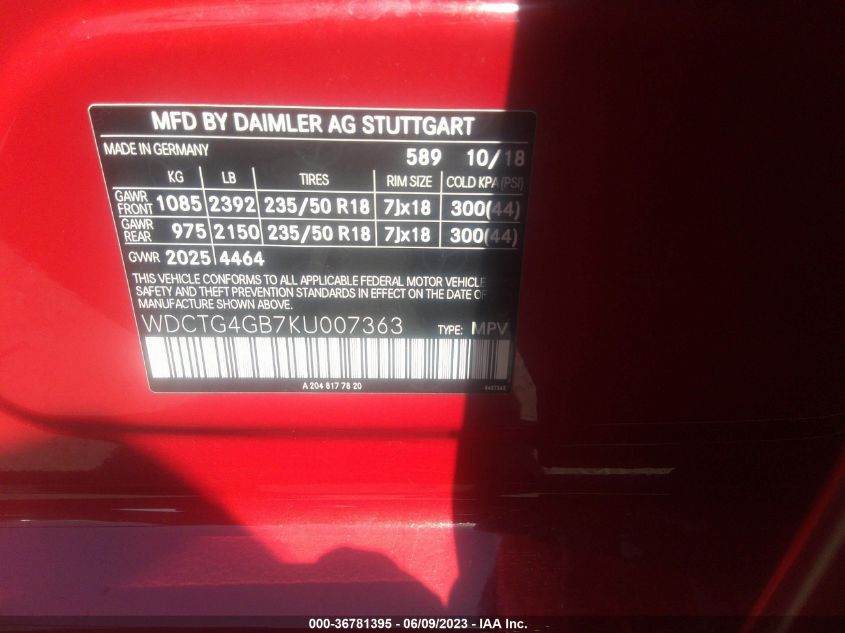 MFD BY DAIMLER AG STUTTGART
MADE IN GERMANY 589 10/18
KG LB TIRES RIM SIZE COLD KPA (PSI)
GAWR FRONT 1085 2392 235/50 R18 7Jx18 300(44)
GAWR REAR 975 2150 235/50 R18 7Jx18 300(44)
GVWR 2025 4464
THIS VEHICLE CONFORMS TO ALL APPLICABLE FEDERAL MOTOR VEHICLE
SAFETY AND THEFT PREVENTION STANDARDS IN EFFECT ON THE DATE OF
MANUFACTURE SHOWN ABOVE.
WDCTG4GB7KU007363 TYPE: MPV
A 204 817 78 20
000-36781395 - 06/09/2023 - IAA Inc.